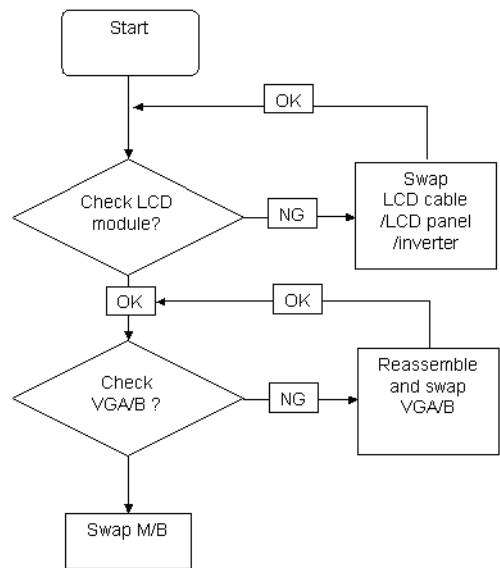 Start
OK
Check LCD
module?
NG
Swap
LCD cable
/LCD panel
/inverter
OK
OK
Check
VGA/B ?
NG
Reassemble
and swap
VGA/B
Swap M/B